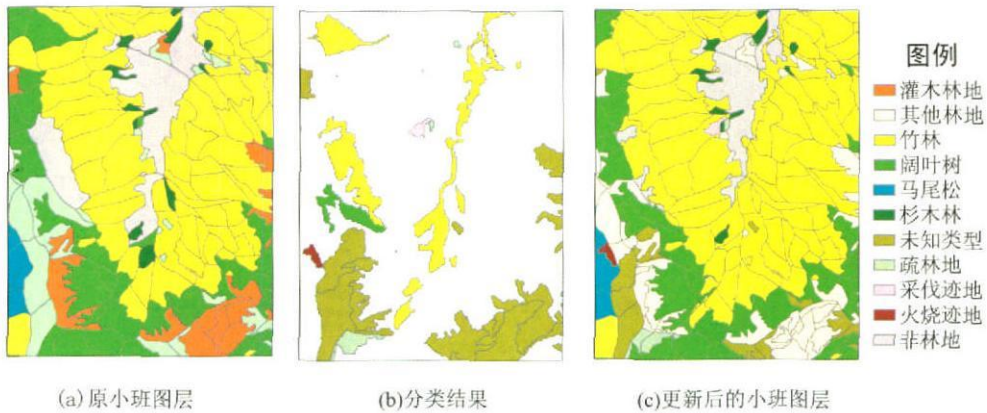 图例
灌木林地
其他林地
竹林
阔叶树
马尾松
杉木林
未知类型
疏林地
采伐迹地
火烧迹地
非林地
(a)原小班图层
(b)分类结果
(c)更新后的小班图层